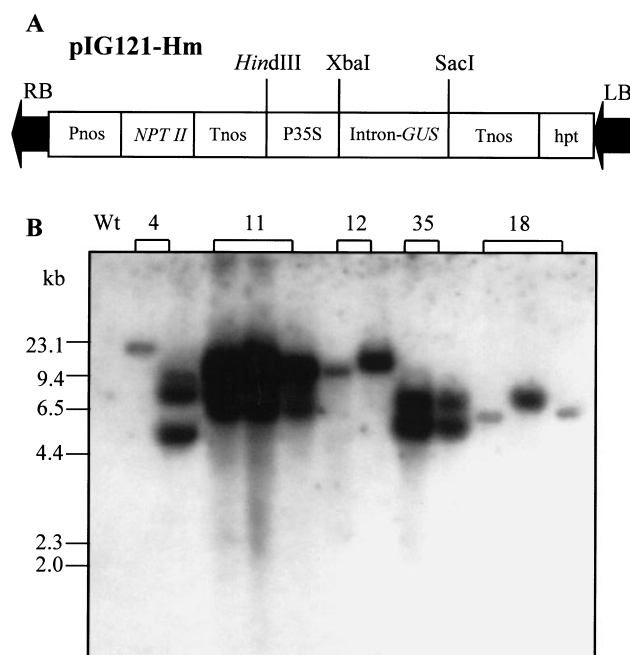 A
pIG121-Hm
HindIII XbaI SacI
RB LB
Pnos NPT II Tnos P35S Intron-GUS Tnos hpt
B
Wt 4 11 12 35 18
kb
23.1
9.4
6.5
4.4
2.3
2.0